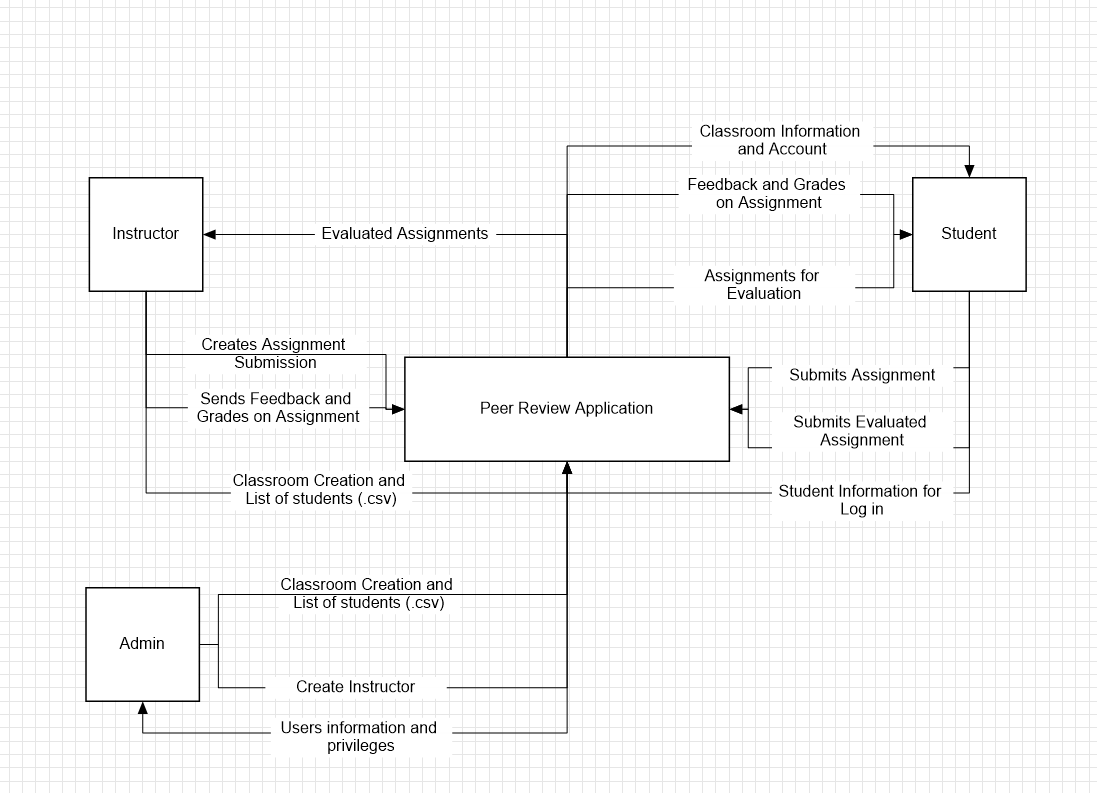 Classroom Information
and Account
Feedback and Grades
on Assignment
Instructor
Evaluated Assignments
Student
Assignments for
Evaluation
Creates Assignment
Submission
Sends Feedback and
Grades on Assignment
Peer Review Application
Submits Assignment
Submits Evaluated
Assignment
Classroom Creation and
List of students (.csv)
Student Information for
Log in
Classroom Creation and
List of students (.csv)
Admin
Create Instructor
Users information and
privileges